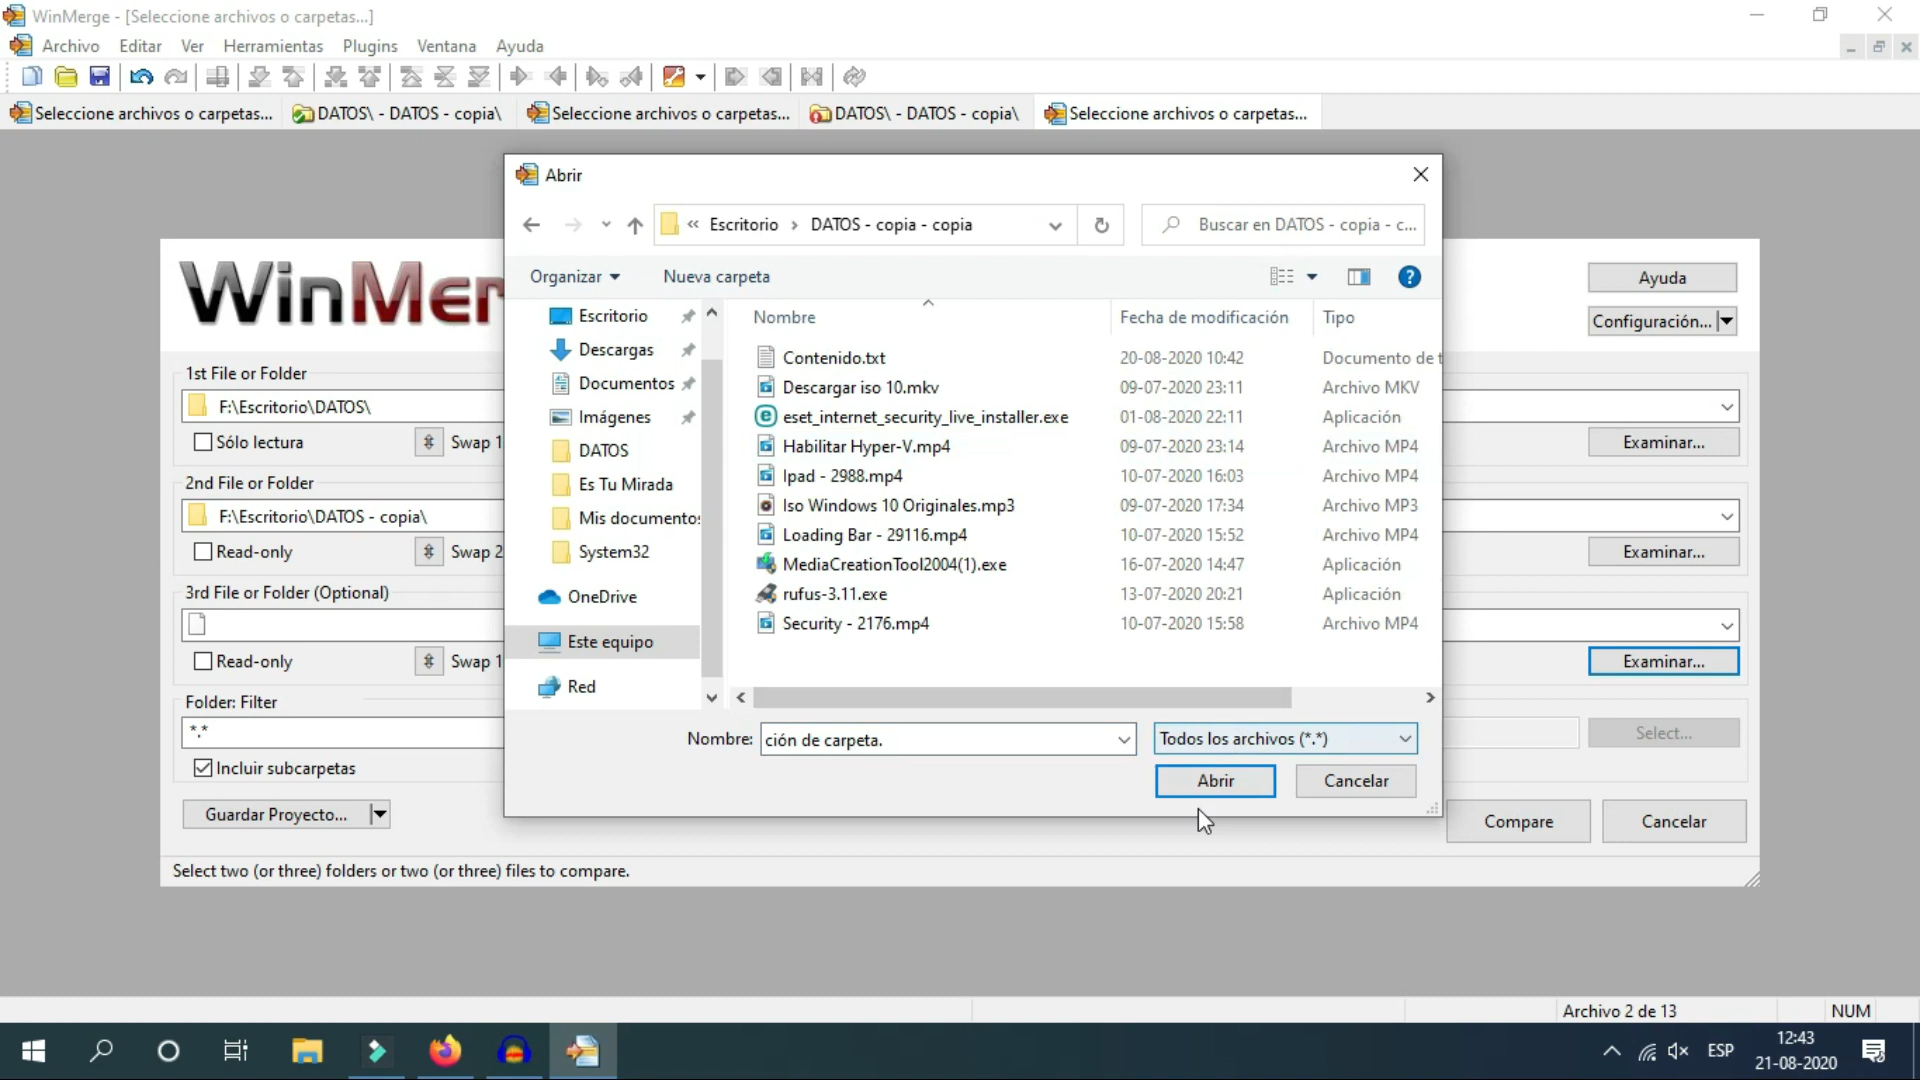 WinMerge - [Seleccione archivos o carpetas...]
Archivo Editar Ver Herramientas Plugins Ventana Ayuda
Seleccione archivos o carpetas... DATOS\ - DATOS - copia\ Seleccione archivos o carpetas... DATOS\ - DATOS - copia\ Seleccione archivos o carpetas...
Abrir
« Escritorio › DATOS - copia - copia
Buscar en DATOS - copia - c...
Organizar Nueva carpeta
Escritorio
Descargas
Documentos
Imágenes
DATOS
Es Tu Mirada
Mis documento
System32
OneDrive
Este equipo
Red
Nombre Fecha de modificación Tipo
Contenido.txt 20-08-2020 10:42 Documento de t
Descargar iso 10.mkv 09-07-2020 23:11 Archivo MKV
eset_internet_security_live_installer.exe 01-08-2020 22:11 Aplicación
Habilitar Hyper-V.mp4 09-07-2020 23:14 Archivo MP4
Ipad - 2988.mp4 10-07-2020 16:03 Archivo MP4
Iso Windows 10 Originales.mp3 09-07-2020 17:34 Archivo MP3
Loading Bar - 29116.mp4 10-07-2020 15:52 Archivo MP4
MediaCreationTool2004(1).exe 16-07-2020 14:47 Aplicación
rufus-3.11.exe 13-07-2020 20:21 Aplicación
Security - 2176.mp4 10-07-2020 15:58 Archivo MP4
Nombre: ción de carpeta. Todos los archivos (*.*)
Abrir Cancelar
WinMer
Ayuda
Configuración...
1st File or Folder
F:\Escritorio\DATOS\
Sólo lectura Swap 1 Examinar...
2nd File or Folder
F:\Escritorio\DATOS - copia\
Read-only Swap 2 Examinar...
3rd File or Folder (Optional)
Read-only Swap 1 Examinar...
Folder: Filter
*.* Select...
Incluir subcarpetas
Guardar Proyecto... Compare Cancelar
Select two (or three) folders or two (or three) files to compare.
Archivo 2 de 13 NUM
ESP
12:43
21-08-2020